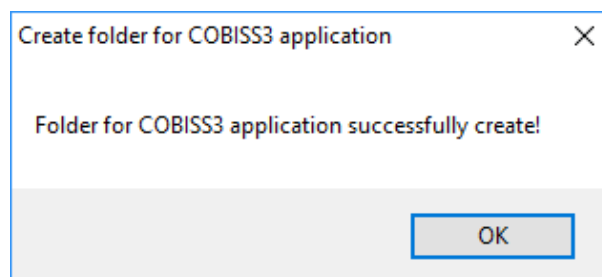 Create folder for COBISS3 application
Folder for COBISS3 application successfully create!
OK